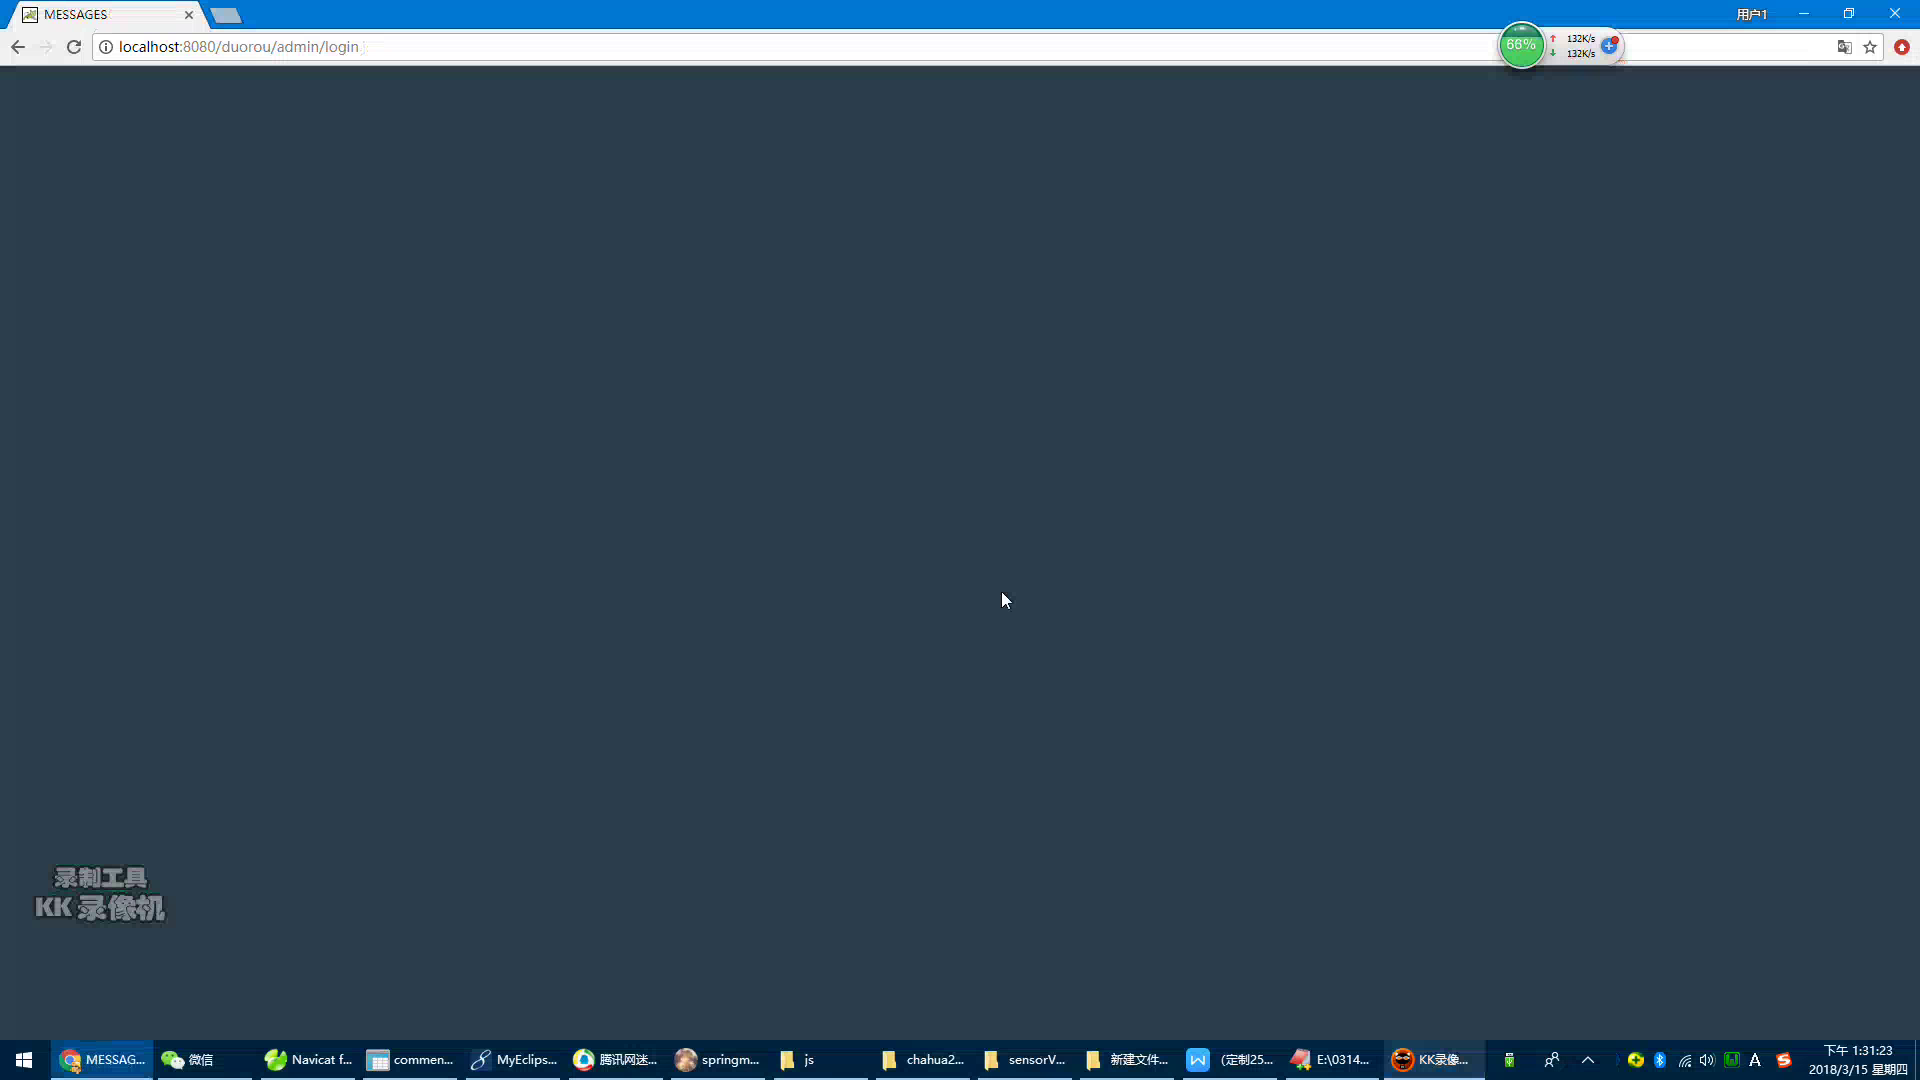 MESSAGES
用户1
localhost:8080/duorou/admin/login
66%
132K/s
132K/s
录制工具
KK 录像机
MESSAG...
微信
Navicat f...
commen...
MyEclips...
腾讯网迷...
springm...
js
chahua2...
sensorV...
新建文件...
(定制25...
E:\0314...
KK录像...
A
下午 1:31:23
2018/3/15 星期四